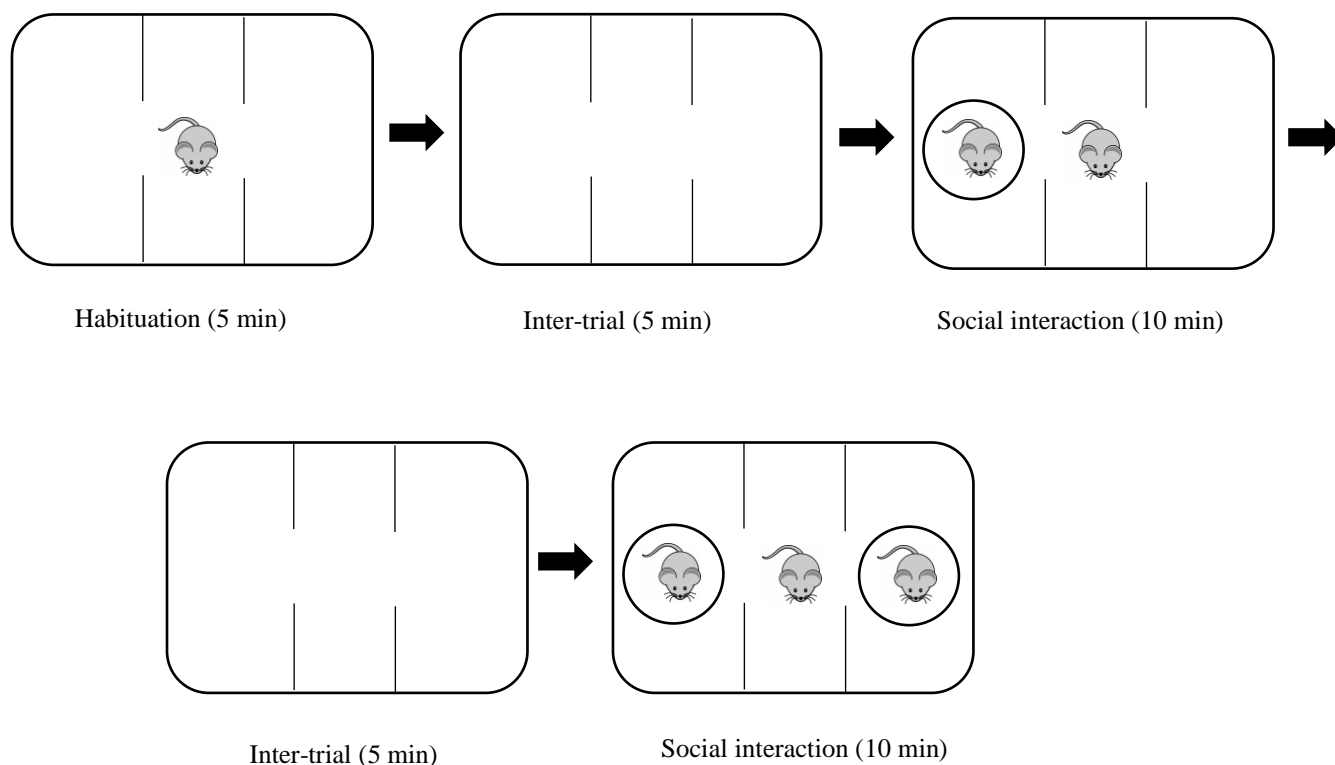 Habituation (5 min)
Inter-trial (5 min)
Social interaction (10 min)
Inter-trial (5 min)
Social interaction (10 min)